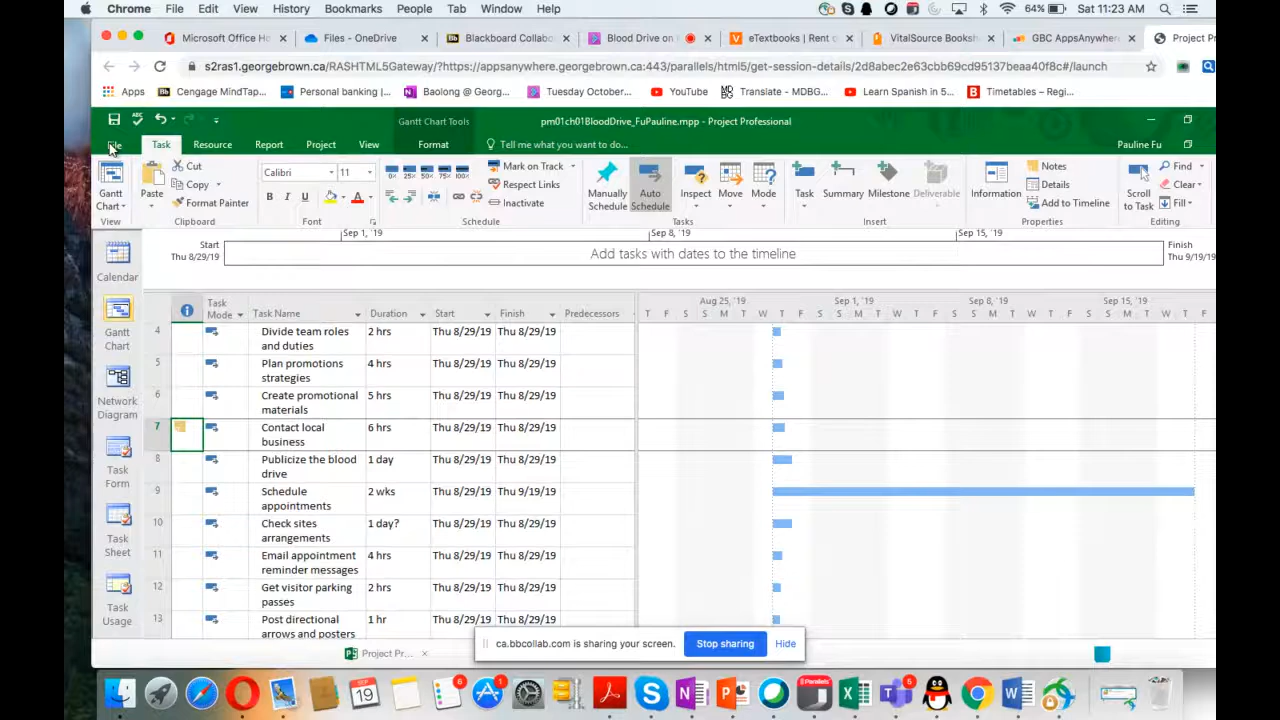 Chrome File Edit View History Bookmarks People Tab Window Help 64% Sat 11:23 AM
Microsoft Office Ho Files - OneDrive Blackboard Collabo Blood Drive on eTextbooks | Rent o VitalSource Booksh GBC AppsAnywhere Project Pr
s2ras1.georgebrown.ca/RASHTML5Gateway/?https://appsanywhere.georgebrown.ca:443/parallels/html5/get-session-details/2d8abec2e63cbb69cd95137beaa40f8c#/launch
Apps Cengage MindTap... Personal banking |... Baolong @ Georg... Tuesday October... YouTube Translate - MDBG... Learn Spanish in 5... Timetables – Regi...
Gantt Chart Tools pm01ch01BloodDrive_FuPauline.mpp - Project Professional
File Task Resource Report Project View Format Tell me what you want to do... Pauline Fu
Gantt Chart
View
Paste
Cut
Copy
Format Painter
Clipboard
Calibri 11
B I U A
Font
0% 25% 50% 75% 100%
Mark on Track
Respect Links
Inactivate
Schedule
Manually Schedule
Auto Schedule
Inspect Move Mode
Tasks
Task Summary Milestone Deliverable
Insert
Information
Notes
Details
Add to Timeline
Properties
Scroll to Task
Find
Clear
Fill
Editing
Sep 1, '19 Sep 8, '19 Sep 15, '19
Start
Thu 8/29/19
Add tasks with dates to the timeline
Finish
Thu 9/19/19
Calendar
Gantt Chart
Network Diagram
Task Form
Task Sheet
Task Usage
Task Mode Task Name Duration Start Finish Predecessors
Aug 25, '19 Sep 1, '19 Sep 8, '19 Sep 15, '19
T F S S M T W T F S S M T W T F S S M T W T F S S M T W T F
4 Divide team roles and duties 2 hrs Thu 8/29/19 Thu 8/29/19
5 Plan promotions strategies 4 hrs Thu 8/29/19 Thu 8/29/19
6 Create promotional materials 5 hrs Thu 8/29/19 Thu 8/29/19
7 Contact local business 6 hrs Thu 8/29/19 Thu 8/29/19
8 Publicize the blood drive 1 day Thu 8/29/19 Thu 8/29/19
9 Schedule appointments 2 wks Thu 8/29/19 Thu 9/19/19
10 Check sites arrangements 1 day? Thu 8/29/19 Thu 8/29/19
11 Email appointment reminder messages 4 hrs Thu 8/29/19 Thu 8/29/19
12 Get visitor parking passes 2 hrs Thu 8/29/19 Thu 8/29/19
13 Post directional arrows and posters 1 hr Thu 8/29/19 Thu 8/29/19
ca.bbcollab.com is sharing your screen. Stop sharing Hide
Project Pr...
SEP 19 6 1 Parallels 5